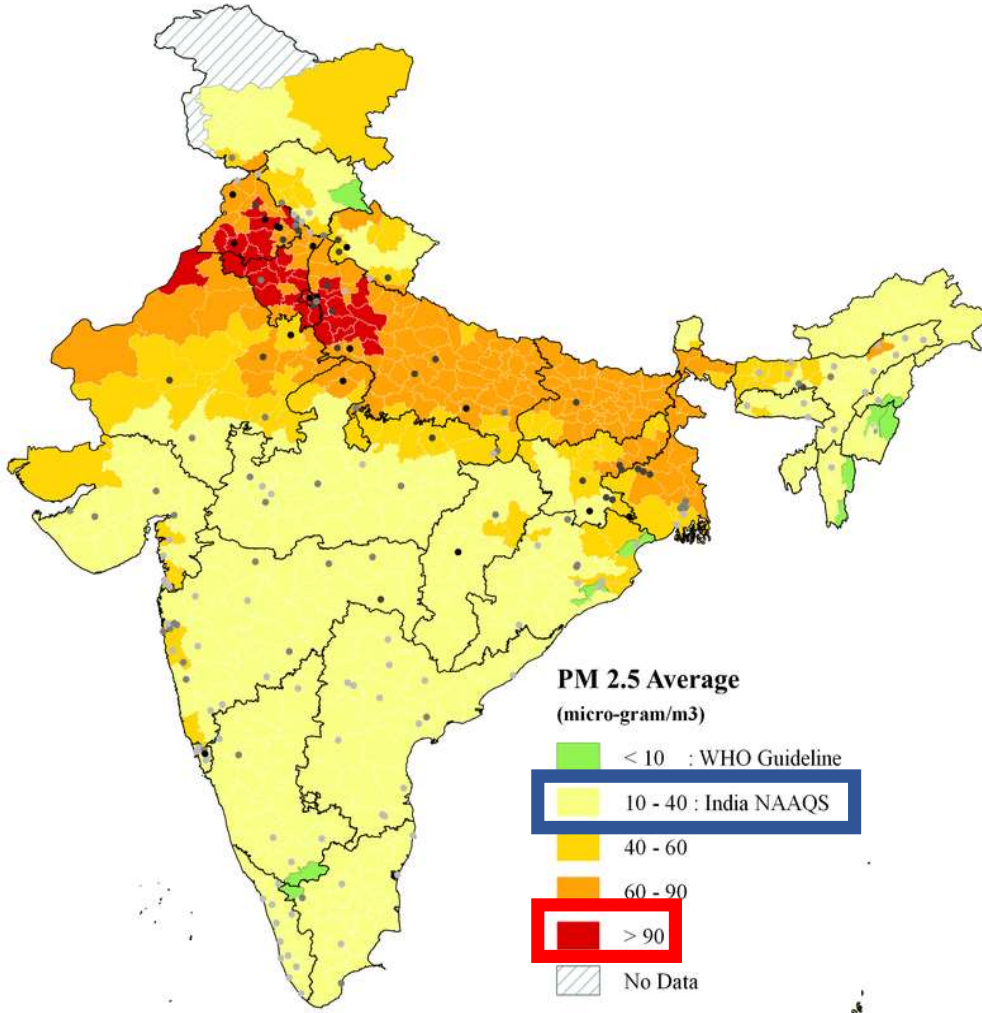 PM 2.5 Average
(micro-gram/m3)
< 10 : WHO Guideline
10 - 40 : India NAAQS
40 - 60
60 - 90
> 90
No Data